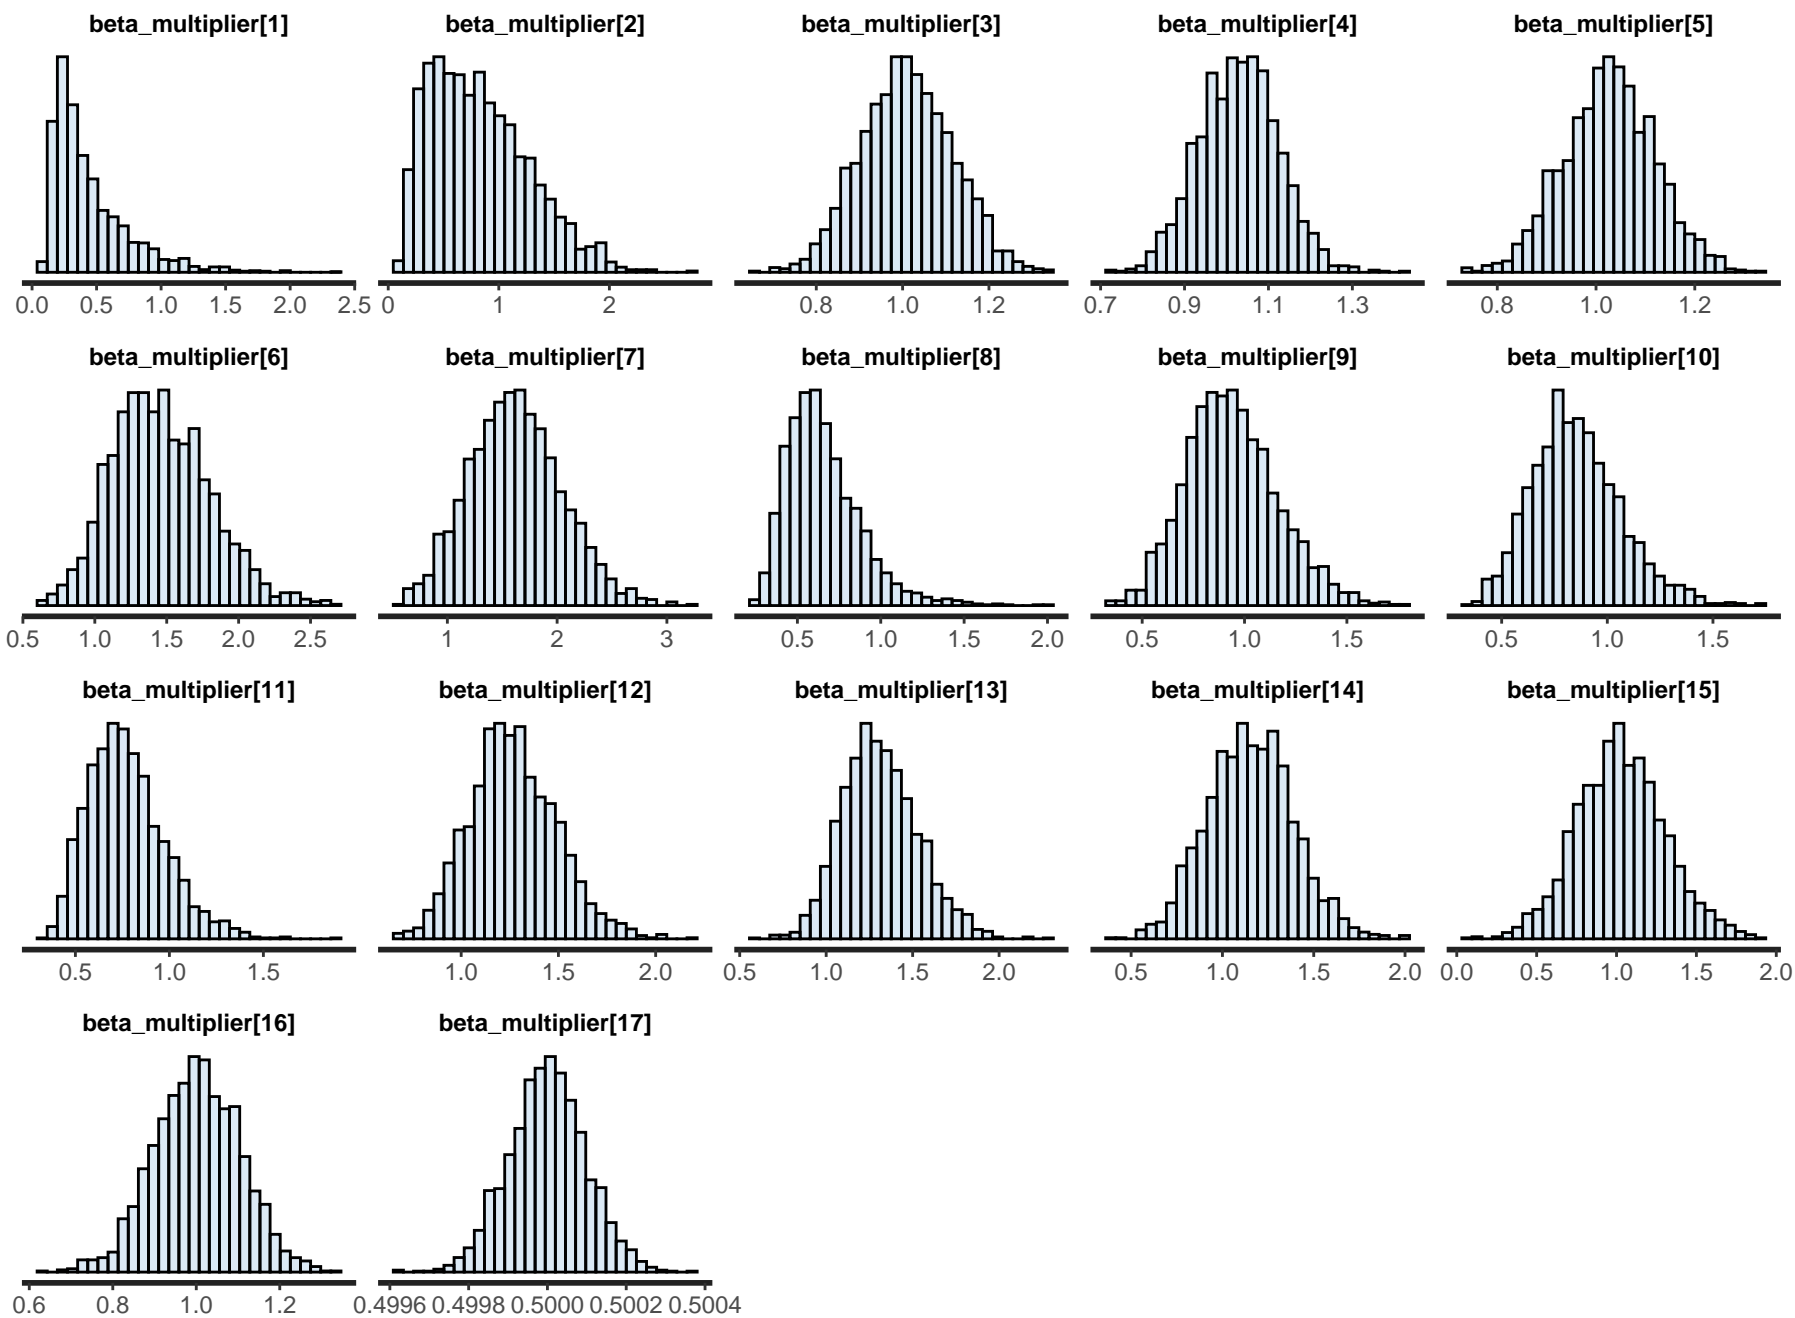 beta_multiplier[1] beta_multiplier[2] beta_multiplier[3] beta_multiplier[4] beta_multiplier[5]
0.0 0.5 1.0 1.5 2.0 2.5 0 1 2 0.8 1.0 1.2 0.7 0.9 1.1 1.3 0.8 1.0 1.2
beta_multiplier[6] beta_multiplier[7] beta_multiplier[8] beta_multiplier[9] beta_multiplier[10]
0.5 1.0 1.5 2.0 2.5 1 2 3 0.5 1.0 1.5 2.0 0.5 1.0 1.5 0.5 1.0 1.5
beta_multiplier[11] beta_multiplier[12] beta_multiplier[13] beta_multiplier[14] beta_multiplier[15]
0.5 1.0 1.5 1.0 1.5 2.0 0.5 1.0 1.5 2.0 0.5 1.0 1.5 2.0 0.0 0.5 1.0 1.5 2.0
beta_multiplier[16] beta_multiplier[17]
0.6 0.8 1.0 1.2 0.4996 0.4998 0.5000 0.5002 0.5004